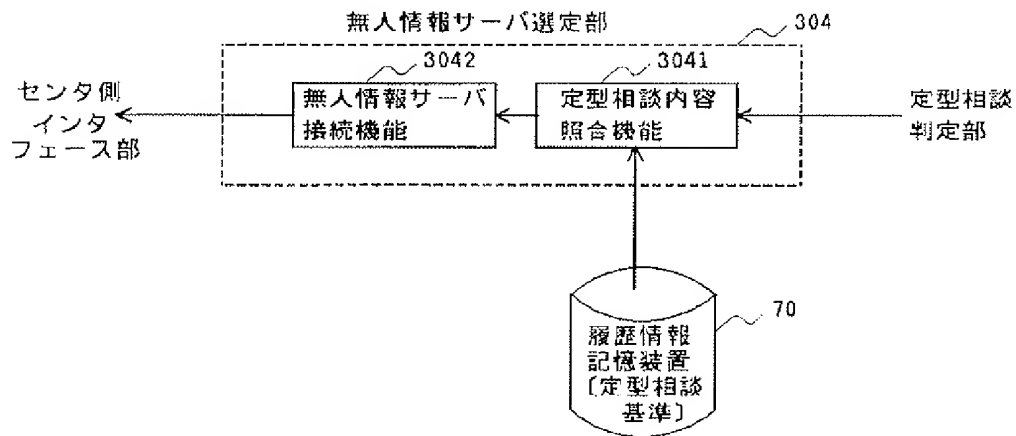 無人情報サーバ選定部
304
3042
3041
センタ側
インタ
フェース部
無人情報サーバ
接続機能
定型相談内容
照合機能
定型相談
判定部
70
履歴情報
記憶装置
〔定型相談
基準〕